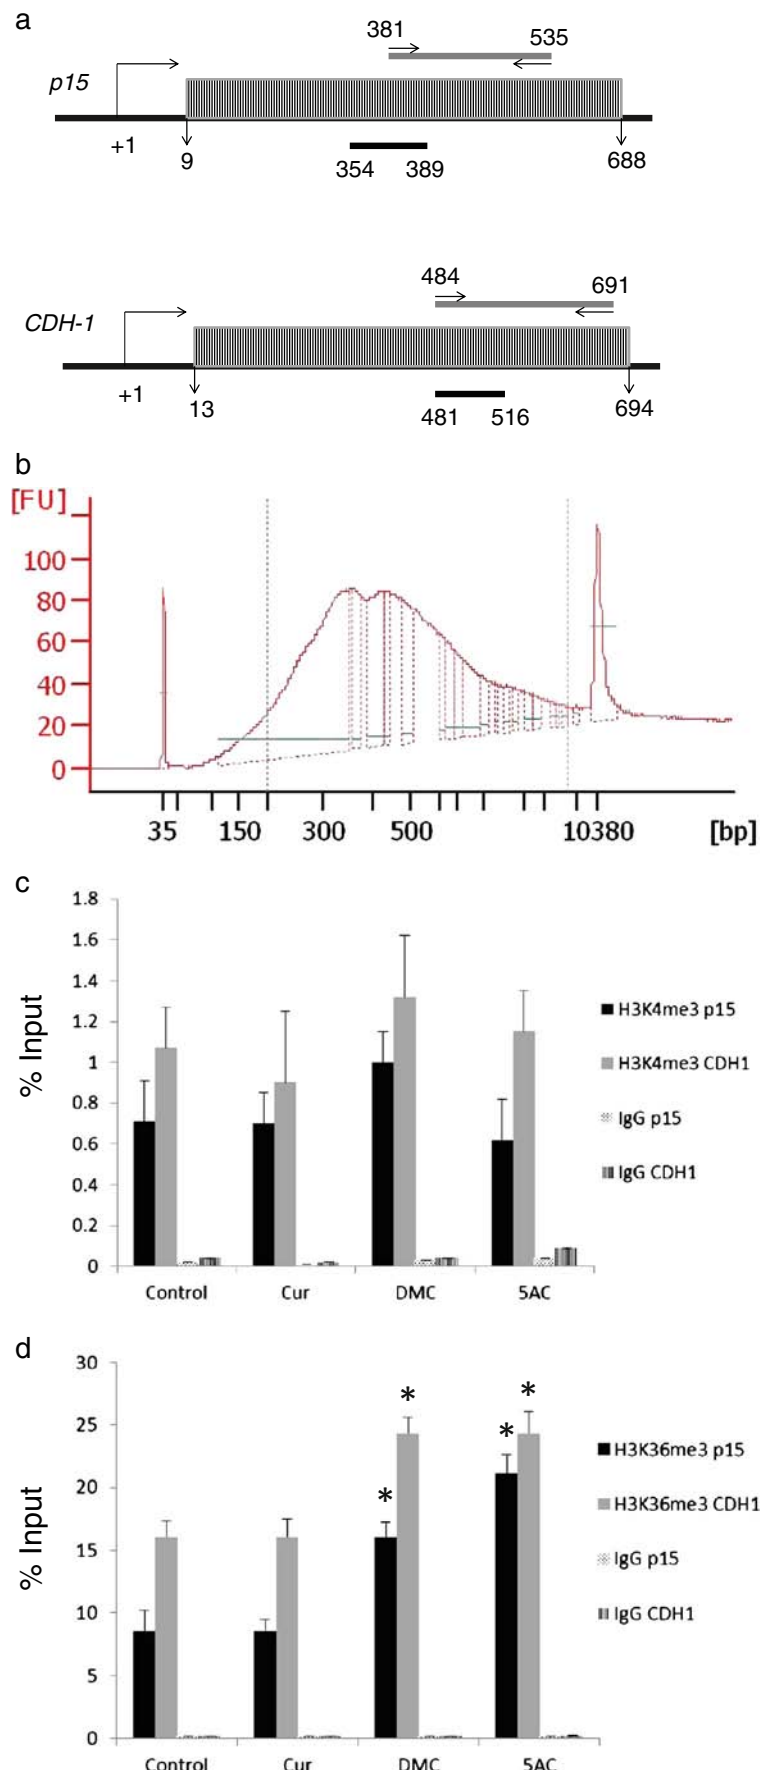 a
381
535
p15
+1
9
354 389
688
484
691
CDH-1
+1
13
481 516
694
b
[FU]
100
80
60
40
20
0
35 150 300 500 10380 [bp]
c
1.8
1.6
1.4
1.2
1
0.8
0.6
0.4
0.2
0
% Input
H3K4me3 p15
H3K4me3 CDH1
IgG p15
IgG CDH1
Control Cur DMC 5AC
d
30
25
20
15
10
5
0
% Input
* * * *
H3K36me3 p15
H3K36me3 CDH1
IgG p15
IgG CDH1
Control Cur DMC 5AC